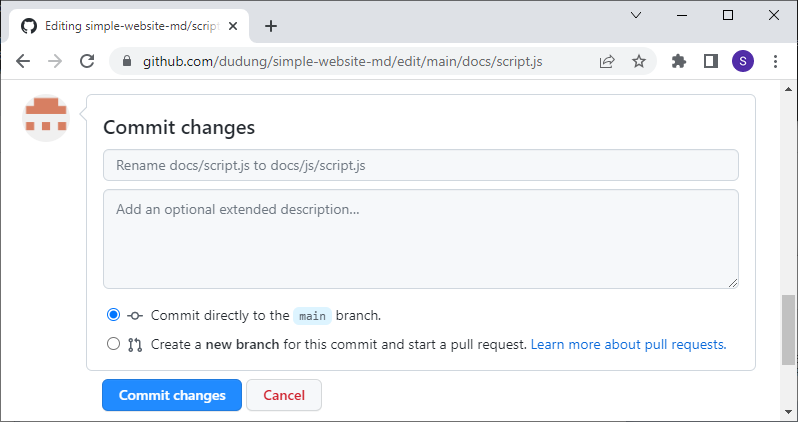 Editing simple-website-md/script
github.com/dudung/simple-website-md/edit/main/docs/script.js
S
Commit changes
Rename docs/script.js to docs/js/script.js
Add an optional extended description...
Commit directly to the main branch.
Create a new branch for this commit and start a pull request. Learn more about pull requests.
Commit changes
Cancel